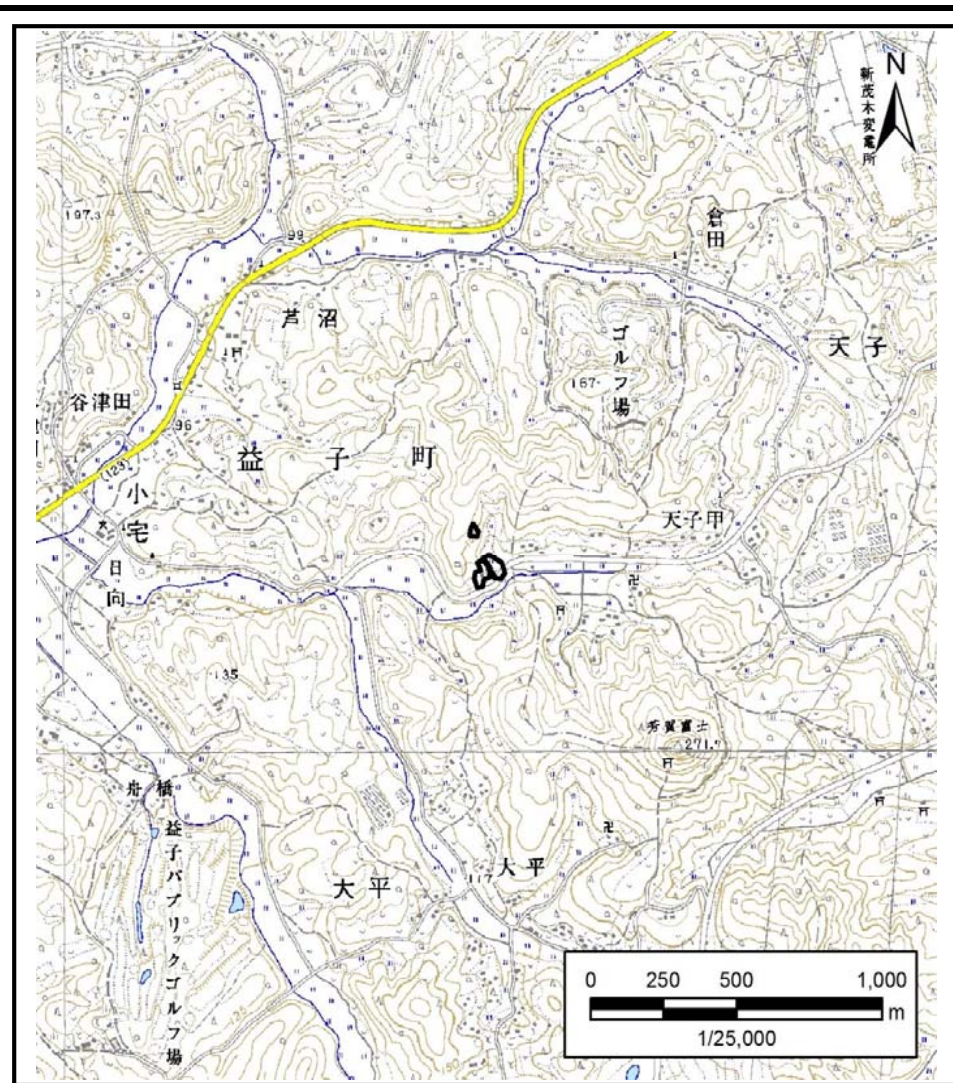 N
新茂木変電所
197.3
倉田
99
芦沼
天子
ゴルフ場
167
谷津田
96
益子町
(123)
小宅
天子甲
日向
135
芳賀富士
271.7
舟橋
益子パブリックゴルフ場
大平
117
大平
0 250 500 1,000
m
1/25,000